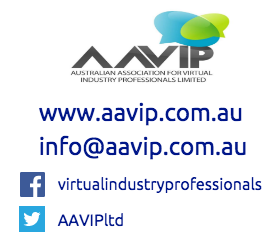 AAVIP
AUSTRALIAN ASSOCIATION FOR VIRTUAL
INDUSTRY PROFESSIONALS LIMITED
www.aavip.com.au
info@aavip.com.au
virtualindustryprofessionals
AAVIPltd